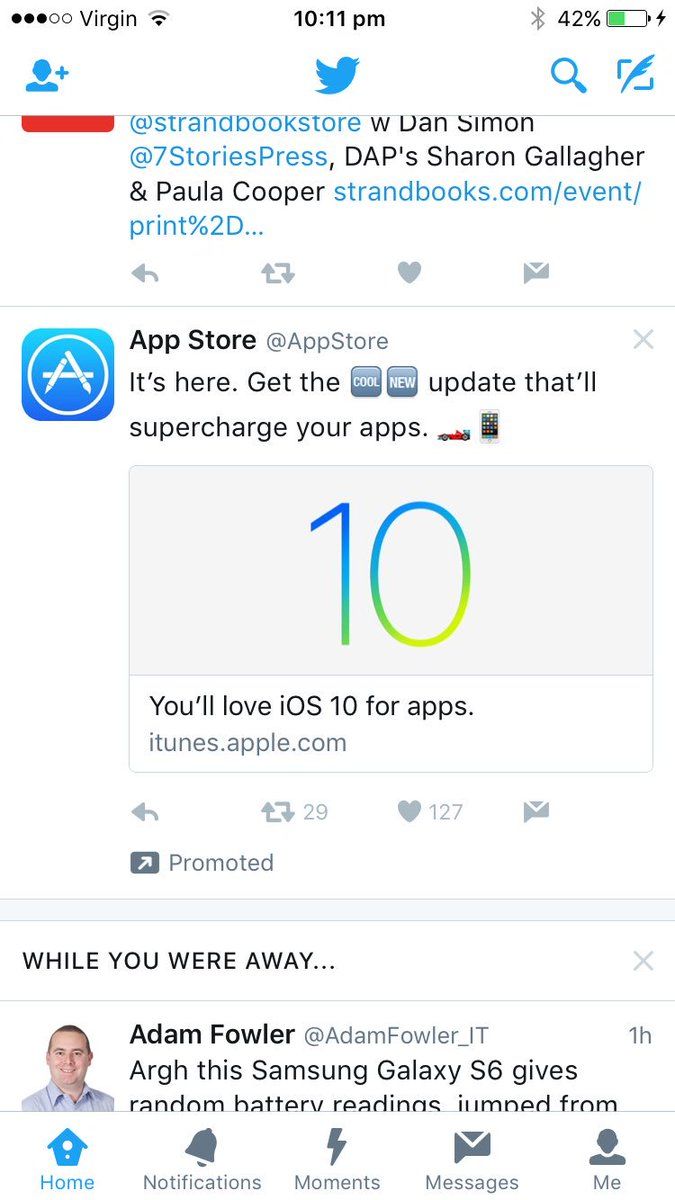 Virgin 10:11 pm 42%
@strandbookstore w Dan Simon
@7StoriesPress, DAP's Sharon Gallagher
& Paula Cooper strandbooks.com/event/
print%2D...
App Store @AppStore
It's here. Get the 🆒🆕 update that'll
supercharge your apps. 🏎📱
10
You'll love iOS 10 for apps.
itunes.apple.com
29 127
Promoted
WHILE YOU WERE AWAY...
Adam Fowler @AdamFowler_IT 1h
Argh this Samsung Galaxy S6 gives
random battery readings, jumped from
Home Notifications Moments Messages Me